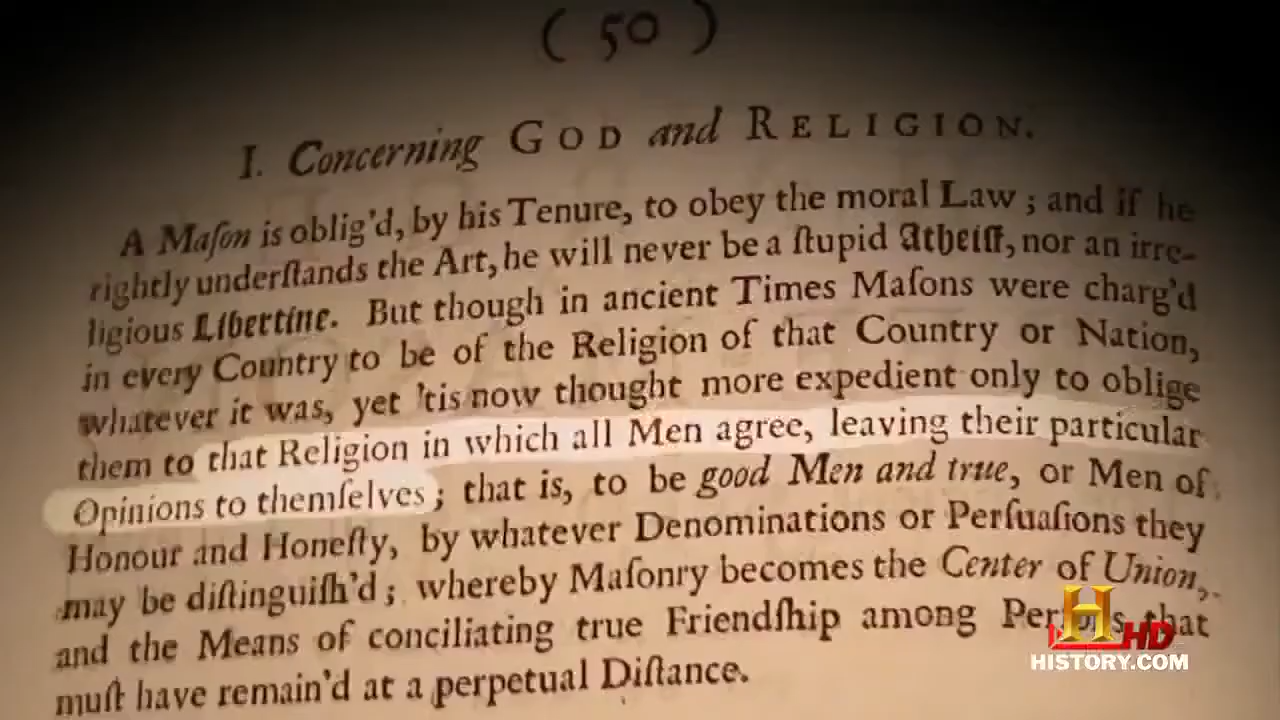 ( 50 )
I. Concerning GOD and RELIGION.
A Maſon is oblig'd, by his Tenure, to obey the moral Law ; and if he
rightly underſtands the Art, he will never be a ſtupid Atheiſt, nor an irre-
ligious Libertine. But though in ancient Times Maſons were charg'd
in every Country to be of the Religion of that Country or Nation,
whatever it was, yet 'tis now thought more expedient only to oblige
them to that Religion in which all Men agree, leaving their particular
Opinions to themſelves ; that is, to be good Men and true, or Men of
Honour and Honeſty, by whatever Denominations or Perſuaſions they
may be diſtinguiſh'd ; whereby Maſonry becomes the Center of Union,
and the Means of conciliating true Friendſhip among Perſons that
muſt have remain'd at a perpetual Diſtance.
H HD
HISTORY.COM